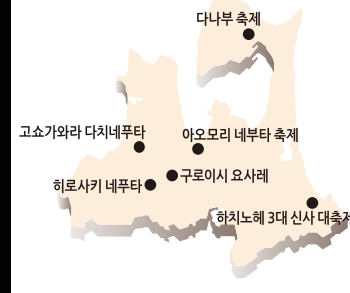 다나부 축제
고쇼가와라 다치네푸타
아오모리 네부타 축제
구로이시 요사레
히로사키 네푸타
하치노헤 3대 신사 대축제